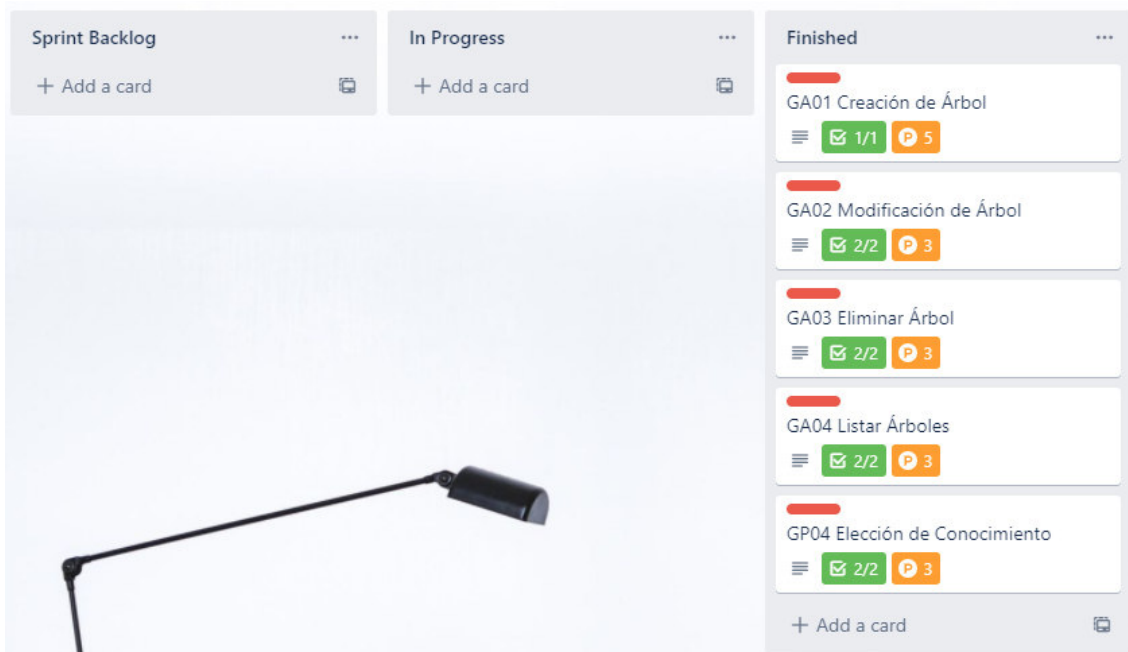 Sprint Backlog
+ Add a card
In Progress
+ Add a card
Finished
GA01 Creación de Árbol
1/1 P 5
GA02 Modificación de Árbol
2/2 P 3
GA03 Eliminar Árbol
2/2 P 3
GA04 Listar Árboles
2/2 P 3
GP04 Elección de Conocimiento
2/2 P 3
+ Add a card